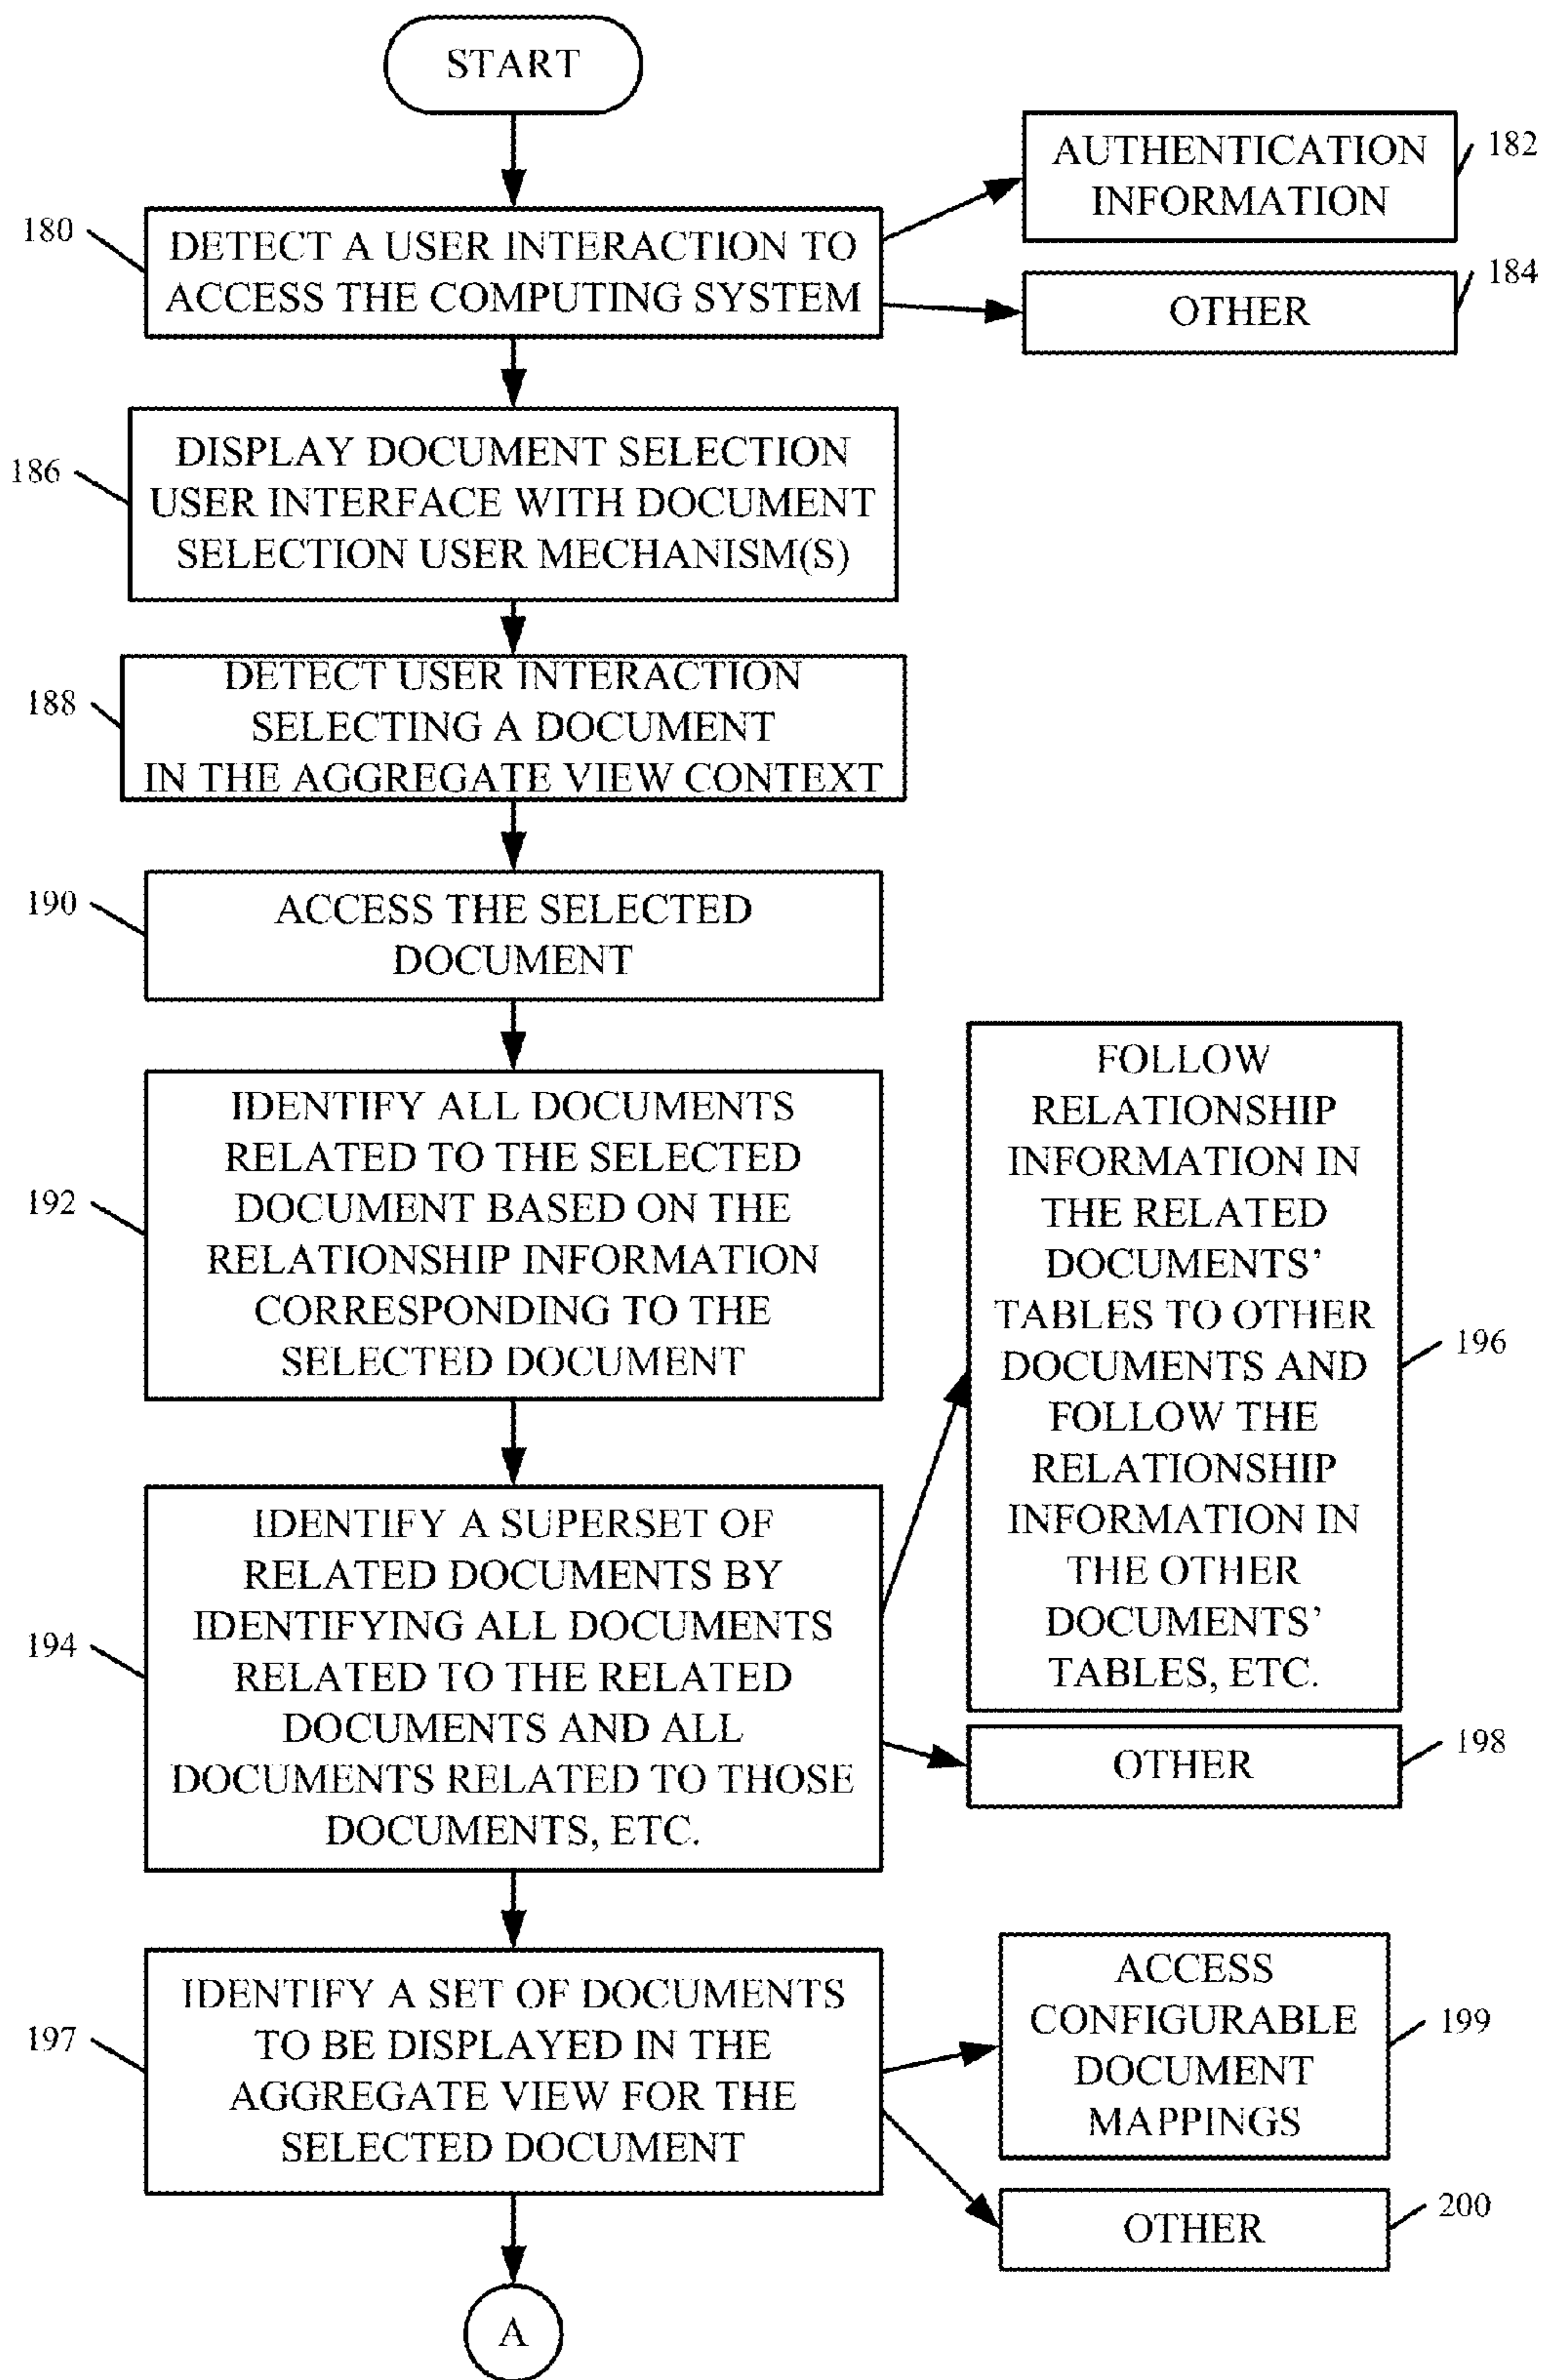 START
AUTHENTICATION
INFORMATION
182
180
DETECT A USER INTERACTION TO
ACCESS THE COMPUTING SYSTEM
OTHER
184
186
DISPLAY DOCUMENT SELECTION
USER INTERFACE WITH DOCUMENT
SELECTION USER MECHANISM(S)
188
DETECT USER INTERACTION
SELECTING A DOCUMENT
IN THE AGGREGATE VIEW CONTEXT
190
ACCESS THE SELECTED
DOCUMENT
192
IDENTIFY ALL DOCUMENTS
RELATED TO THE SELECTED
DOCUMENT BASED ON THE
RELATIONSHIP INFORMATION
CORRESPONDING TO THE
SELECTED DOCUMENT
FOLLOW
RELATIONSHIP
INFORMATION IN
THE RELATED
DOCUMENTS'
TABLES TO OTHER
DOCUMENTS AND
FOLLOW THE
RELATIONSHIP
INFORMATION IN
THE OTHER
DOCUMENTS'
TABLES, ETC.
196
194
IDENTIFY A SUPERSET OF
RELATED DOCUMENTS BY
IDENTIFYING ALL DOCUMENTS
RELATED TO THE RELATED
DOCUMENTS AND ALL
DOCUMENTS RELATED TO THOSE
DOCUMENTS, ETC.
OTHER
198
197
IDENTIFY A SET OF DOCUMENTS
TO BE DISPLAYED IN THE
AGGREGATE VIEW FOR THE
SELECTED DOCUMENT
ACCESS
CONFIGURABLE
DOCUMENT
MAPPINGS
199
OTHER
200
A